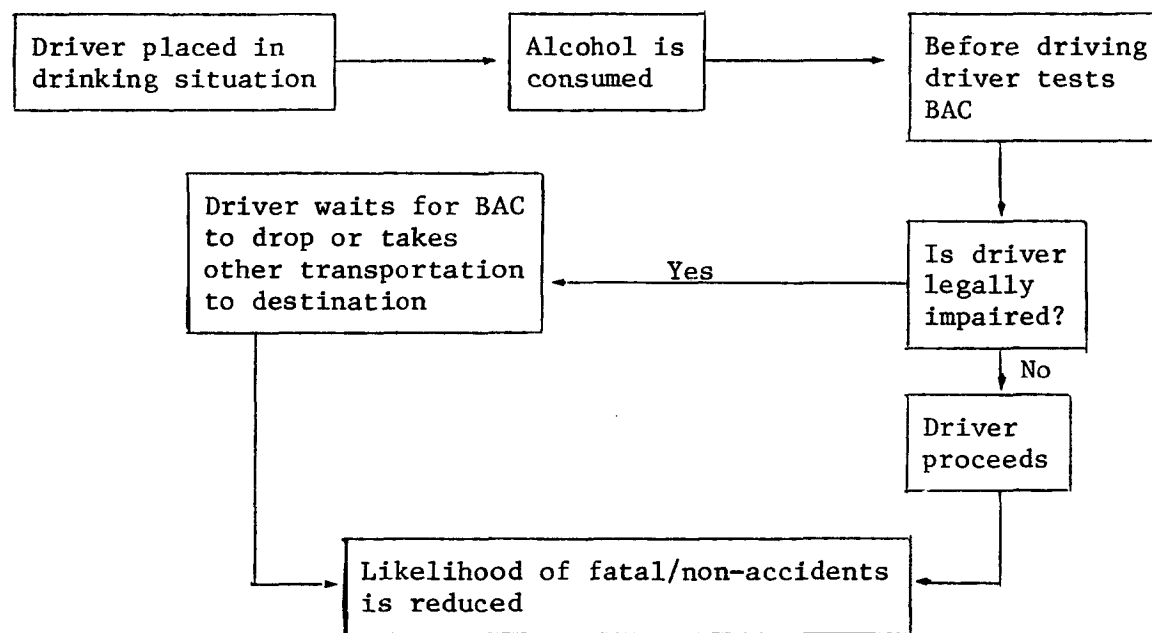 Driver placed in
drinking situation
Alcohol is
consumed
Before driving
driver tests
BAC
Driver waits for BAC
to drop or takes
other transportation
to destination
Yes
Is driver
legally
impaired?
No
Driver
proceeds
Likelihood of fatal/non-accidents
is reduced